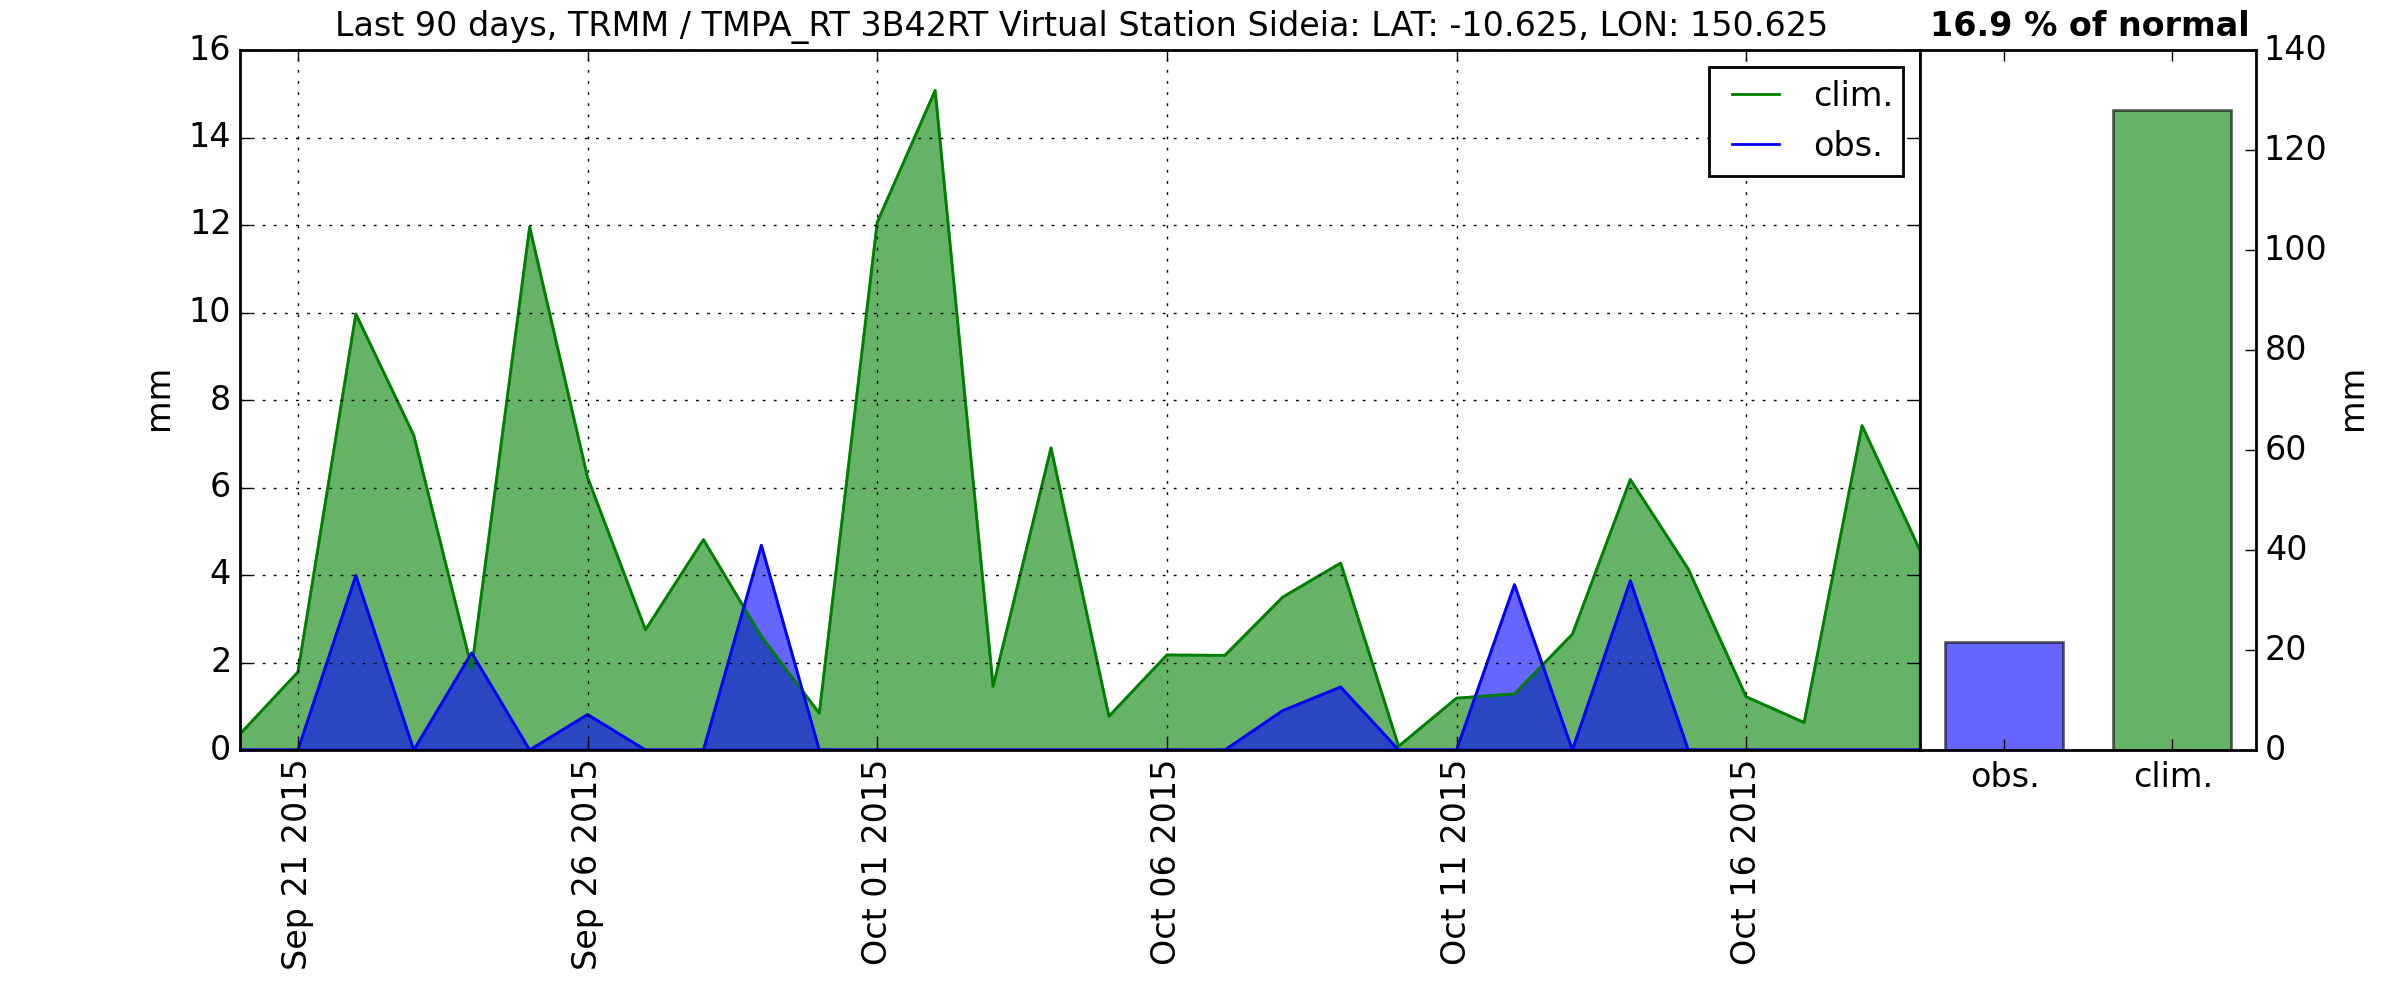 Last 90 days, TRMM / TMPA_RT 3B42RT Virtual Station Sideia: LAT: -10.625, LON: 150.625
16.9 % of normal
16
14
12
10
8
6
4
2
0
mm
clim.
obs.
Sep 21 2015
Sep 26 2015
Oct 01 2015
Oct 06 2015
Oct 11 2015
Oct 16 2015
140
120
100
80
60
40
20
0
mm
obs.
clim.